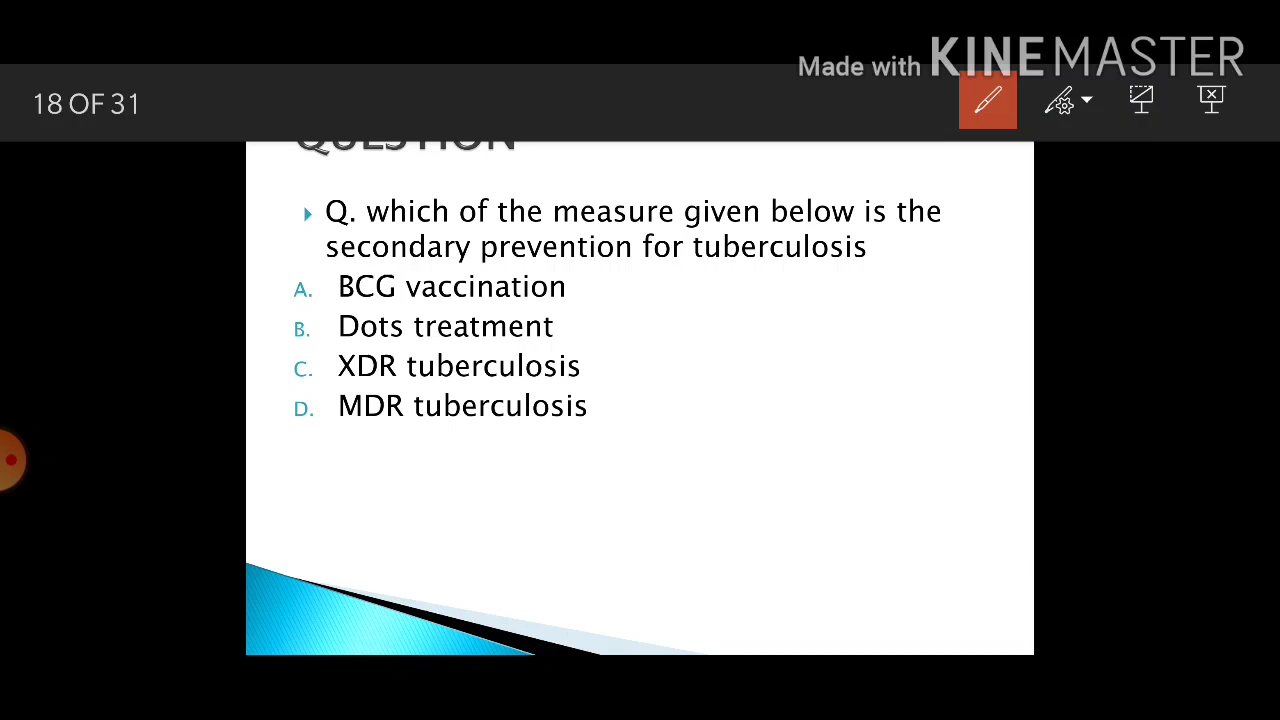 Made with KINEMASTER
18 OF 31
QUESTION
Q. which of the measure given below is the
secondary prevention for tuberculosis
A. BCG vaccination
B. Dots treatment
C. XDR tuberculosis
D. MDR tuberculosis